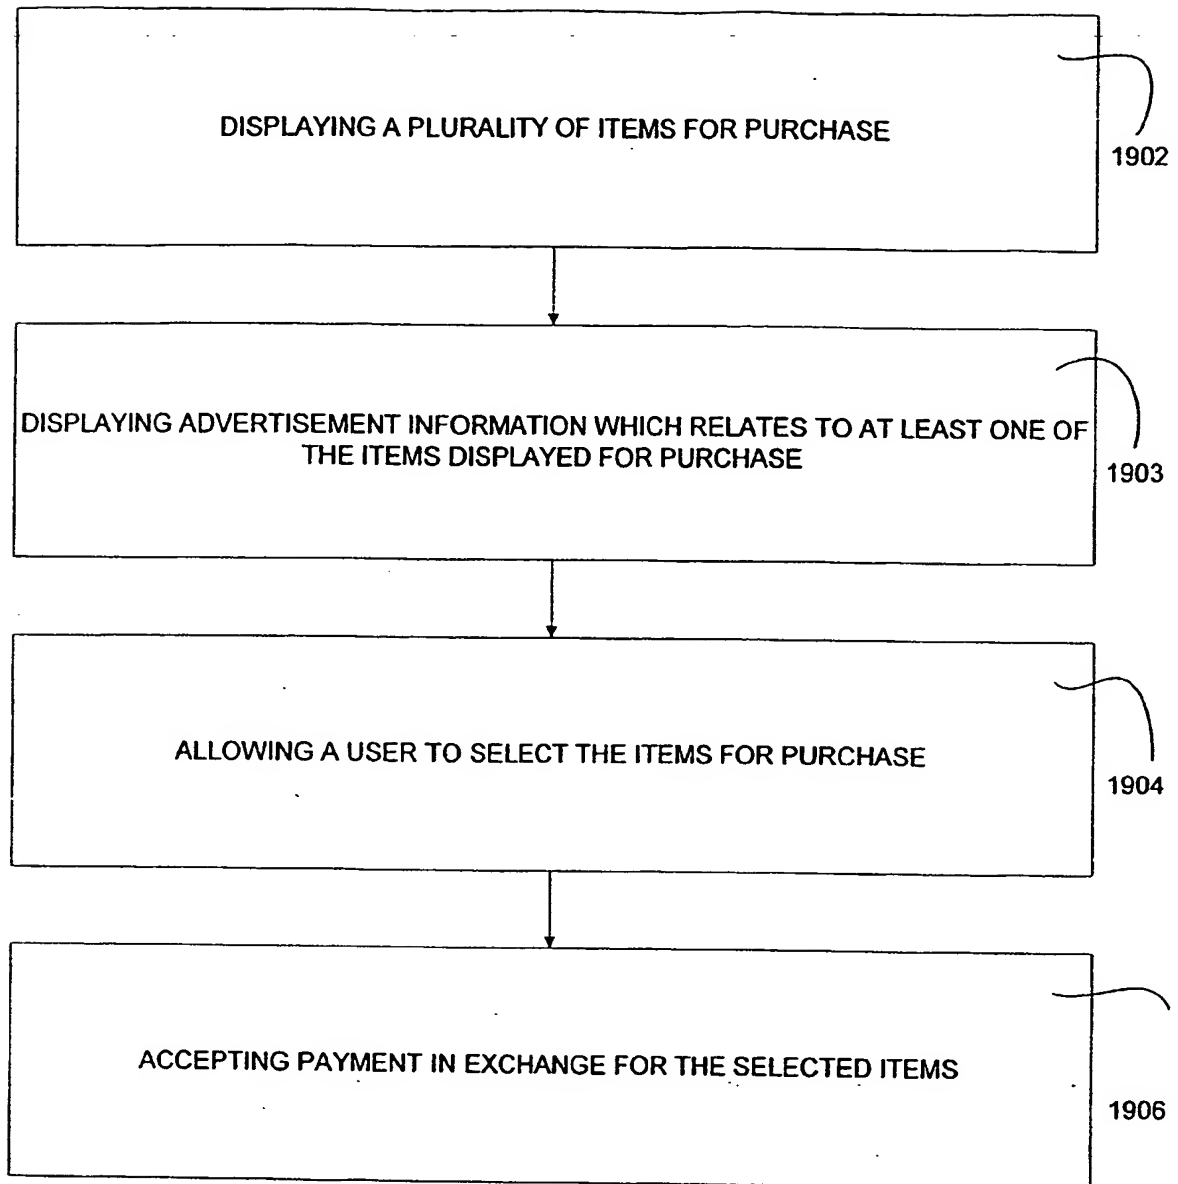 DISPLAYING A PLURALITY OF ITEMS FOR PURCHASE
1902
DISPLAYING ADVERTISEMENT INFORMATION WHICH RELATES TO AT LEAST ONE OF
THE ITEMS DISPLAYED FOR PURCHASE
1903
ALLOWING A USER TO SELECT THE ITEMS FOR PURCHASE
1904
ACCEPTING PAYMENT IN EXCHANGE FOR THE SELECTED ITEMS
1906